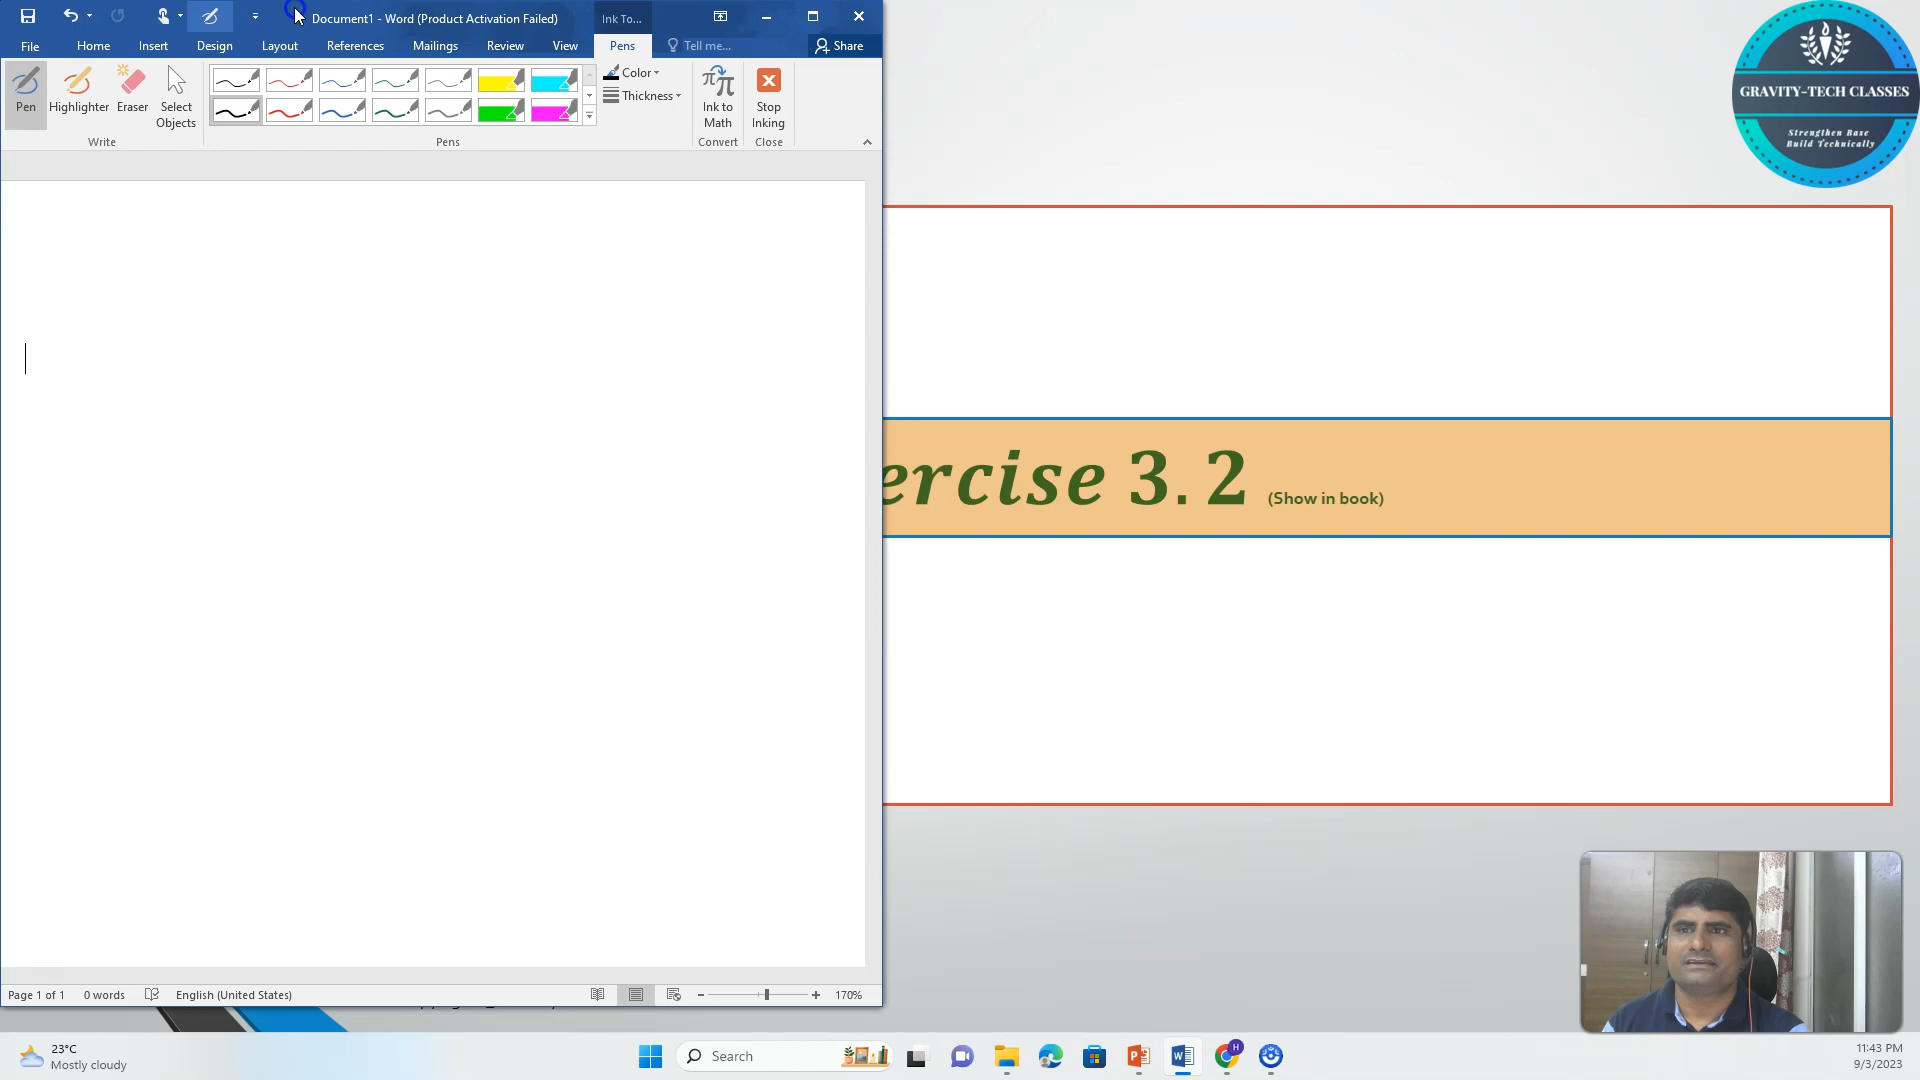 Document1 - Word (Product Activation Failed)
Ink To...
File
Home
Insert
Design
Layout
References
Mailings
Review
View
Pens
Tell me...
Share
Pen
Highlighter
Eraser
Select
Objects
Color
Thickness
Ink to
Math
Stop
Inking
Write
Pens
Convert
Close
GRAVITY-TECH CLASSES
Strengthen Base
Build Technically
ercise 3.2 (Show in book)
Page 1 of 1
0 words
English (United States)
170%
23°C
Mostly cloudy
Search
H
11:43 PM
9/3/2023